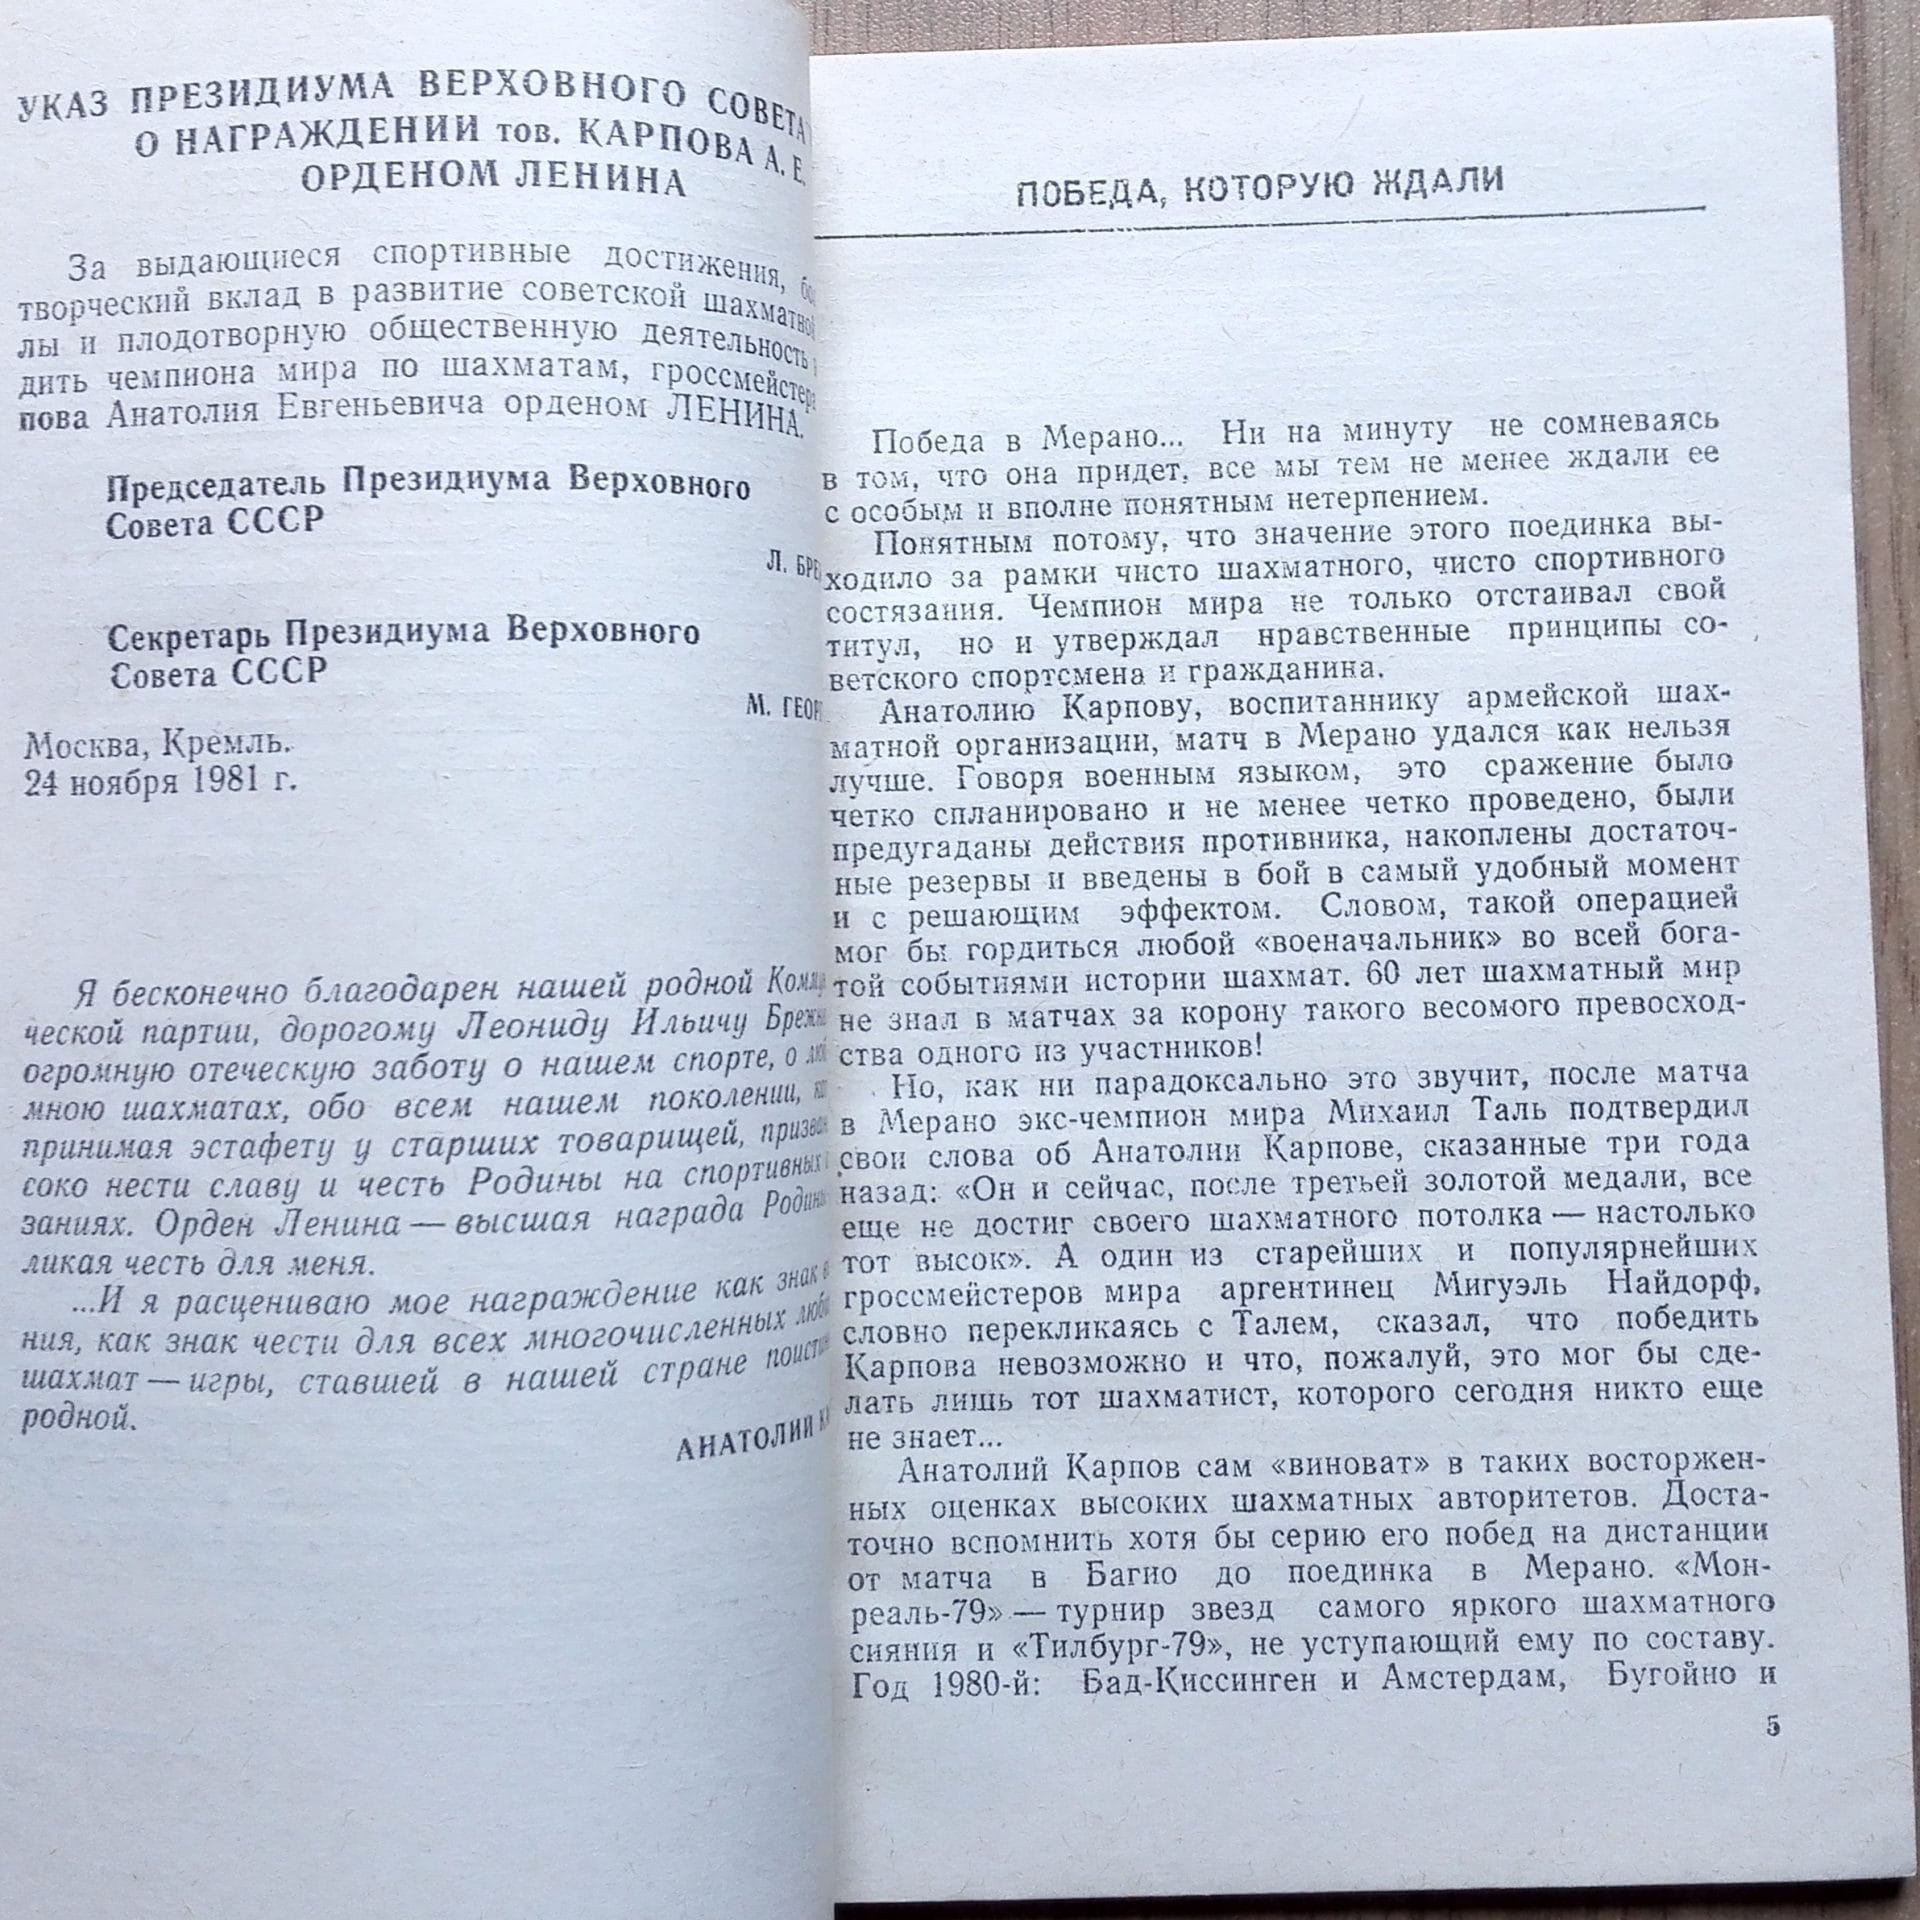 УКАЗ ПРЕЗИДИУМА ВЕРХОВНОГО СОВЕТА
О НАГРАЖДЕНИИ тов. КАРПОВА А. Е.
ОРДЕНОМ ЛЕНИНА
За выдающиеся спортивные достижения,
творческий вклад в развитие советской шахматной
лы и плодотворную общественную деятельность
дить чемпиона мира по шахматам, гроссмейстера
пова Анатолия Евгеньевича орденом ЛЕНИНА.
Председатель Президиума Верховного
Совета СССР
Л.
Секретарь Президиума Верховного
Совета СССР
М.
Москва, Кремль.
24 ноября 1981 г.
Я бесконечно благодарен нашей родной
ческой партии, дорогому Леониду Ильичу
огромную отеческую заботу о нашем спорте, о
мною шахматах, обо всем нашем поколении,
принимая эстафету у старших товарищей,
соко нести славу и честь Родины на спортивных
заниях. Орден Ленина — высшая награда
ликая честь для меня.
...И я расцениваю мое награждение как знак
ния, как знак чести для всех многочисленных
шахмат — игры, ставшей в нашей стране
родной.
АНАТОЛИЙ
ПОБЕДА, КОТОРУЮ ЖДАЛИ
Победа в Мерано... Ни на минуту не сомневаясь
в том, что она придет, все мы тем не менее ждали ее
с особым и вполне понятным нетерпением.
Понятным потому, что значение этого поединка вы-
ходило за рамки чисто шахматного, чисто спортивного
состязания. Чемпион мира не только отстаивал свой
титул, но и утверждал нравственные принципы со-
ветского спортсмена и гражданина.
Анатолию Карпову, воспитаннику армейской шах-
матной организации, матч в Мерано удался как нельзя
лучше. Говоря военным языком, это сражение было
четко спланировано и не менее четко проведено, были
предугаданы действия противника, накоплены достаточ-
ные резервы и введены в бой в самый удобный момент
и с решающим эффектом. Словом, такой операцией
мог бы гордиться любой «военачальник» во всей бога-
той событиями истории шахмат. 60 лет шахматный мир
не знал в матчах за корону такого весомого превосход-
ства одного из участников!
Но, как ни парадоксально это звучит, после матча
в Мерано экс-чемпион мира Михаил Таль подтвердил
свои слова об Анатолии Карпове, сказанные три года
назад: «Он и сейчас, после третьей золотой медали, все
еще не достиг своего шахматного потолка — настолько
тот высок». А один из старейших и популярнейших
гроссмейстеров мира аргентинец Мигуэль Найдорф,
словно перекликаясь с Талем, сказал, что победить
Карпова невозможно и что, пожалуй, это мог бы сде-
лать лишь тот шахматист, которого сегодня никто еще
не знает...
Анатолий Карпов сам «виноват» в таких восторжен-
ных оценках высоких шахматных авторитетов. Доста-
точно вспомнить хотя бы серию его побед на дистанции
от матча в Багио до поединка в Мерано. «Мон-
реаль-79» — турнир звезд самого яркого шахматного
сияния и «Тилбург-79», не уступающий ему по составу.
Год 1980-й: Бад-Киссинген и Амстердам, Бугойно и
5